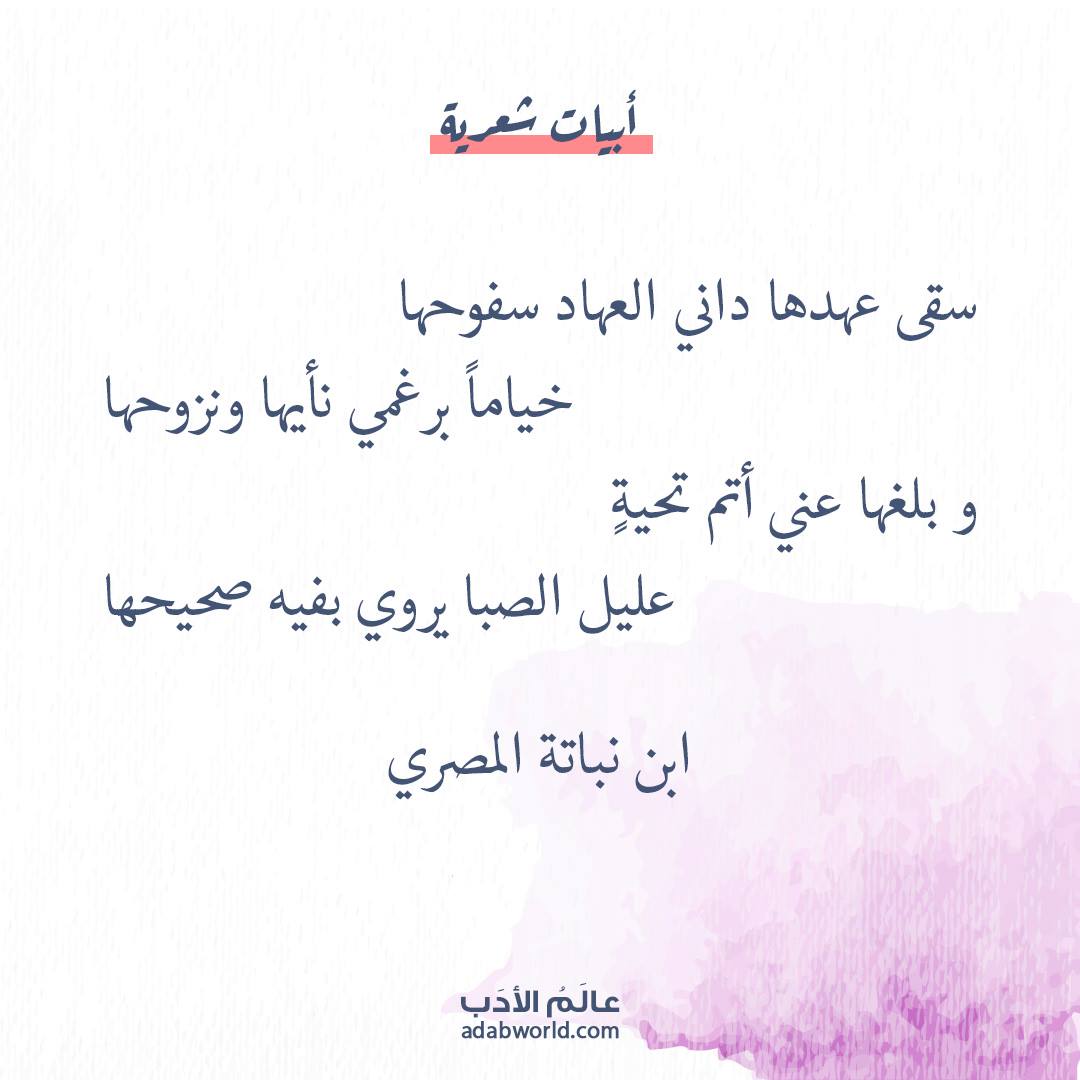 أبيات شعرية
سقى عهدها داني العهاد سفوحها
خياماً برغمي نأيها ونزوحها
و بلغها عني أتم تحيةٍ
عليل الصبا يروي بفيه صحيحها
ابن نباتة المصري
عالَمُ الأدَب
adabworld.com